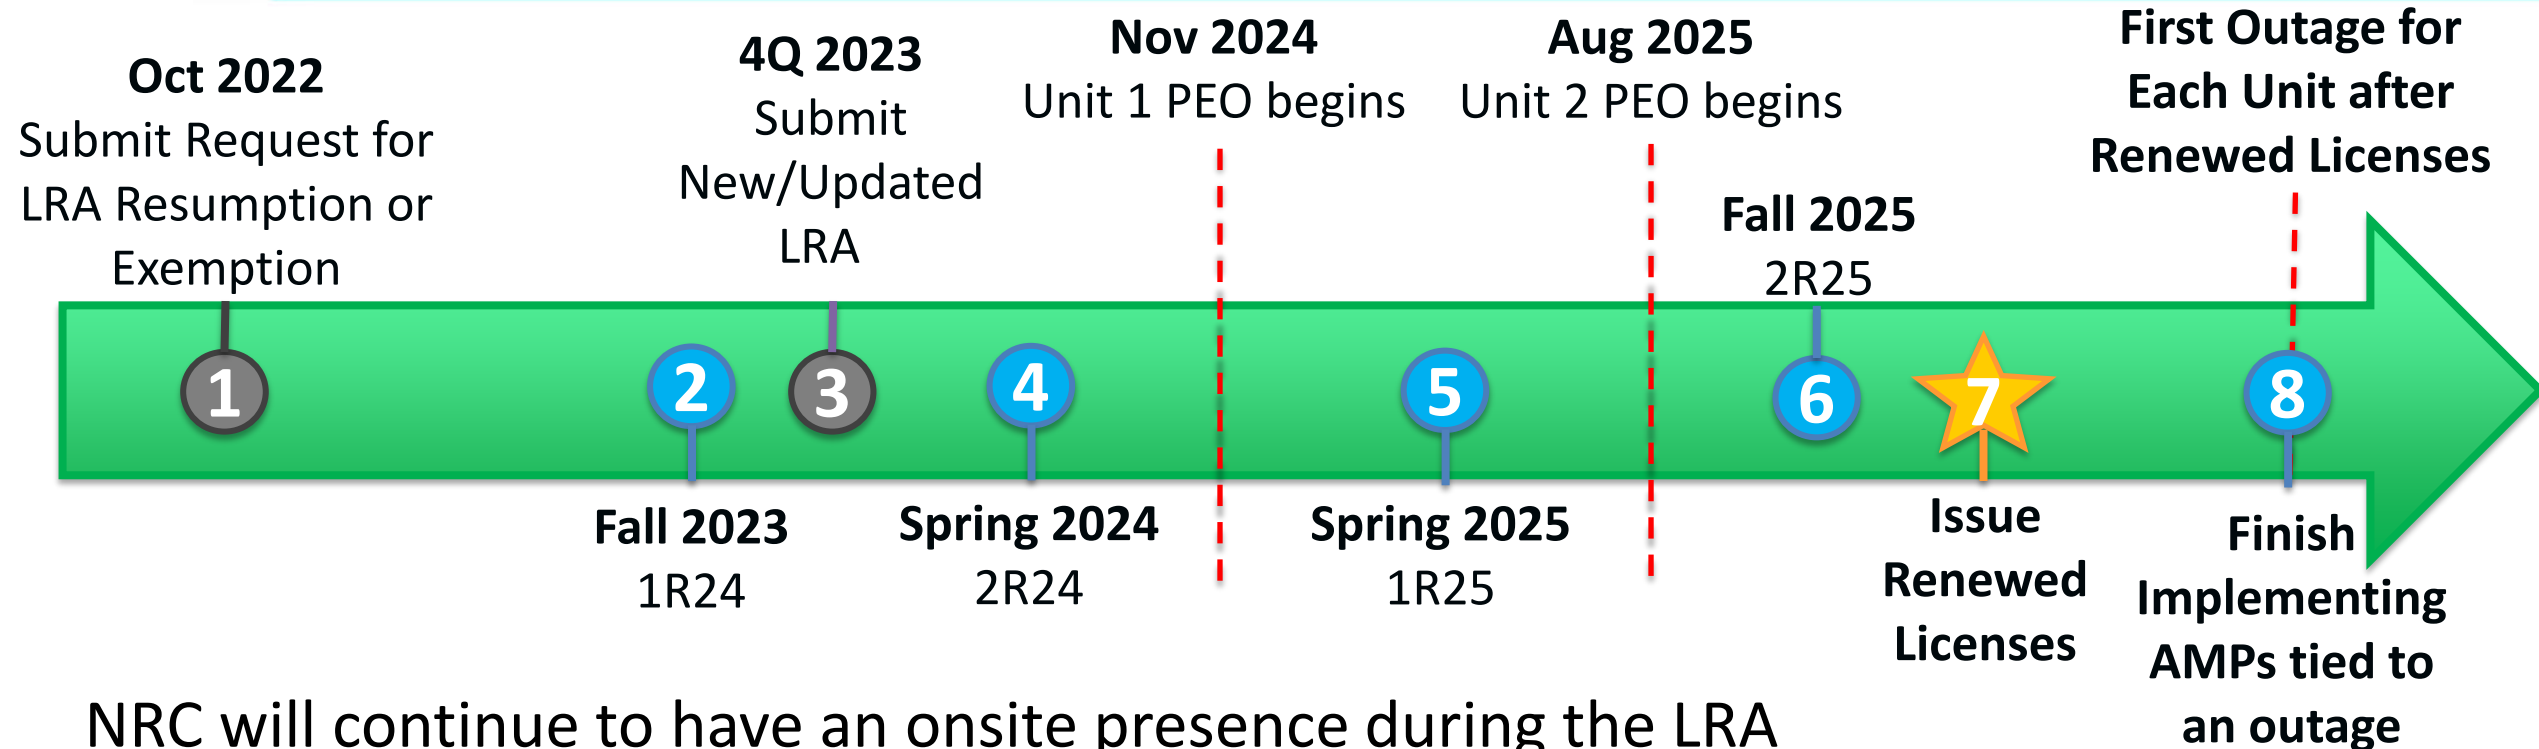 Oct 2022
Submit Request for
LRA Resumption or
Exemption
4Q 2023
Submit
New/Updated
LRA
Nov 2024
Unit 1 PEO begins
Aug 2025
Unit 2 PEO begins
Fall 2025
2R25
First Outage for
Each Unit after
Renewed Licenses
1
2
3
4
5
6
7
8
Fall 2023
1R24
Spring 2024
2R24
Spring 2025
1R25
Issue
Renewed
Licenses
Finish
Implementing
AMPs tied to
an outage
NRC will continue to have an onsite presence during the LRA